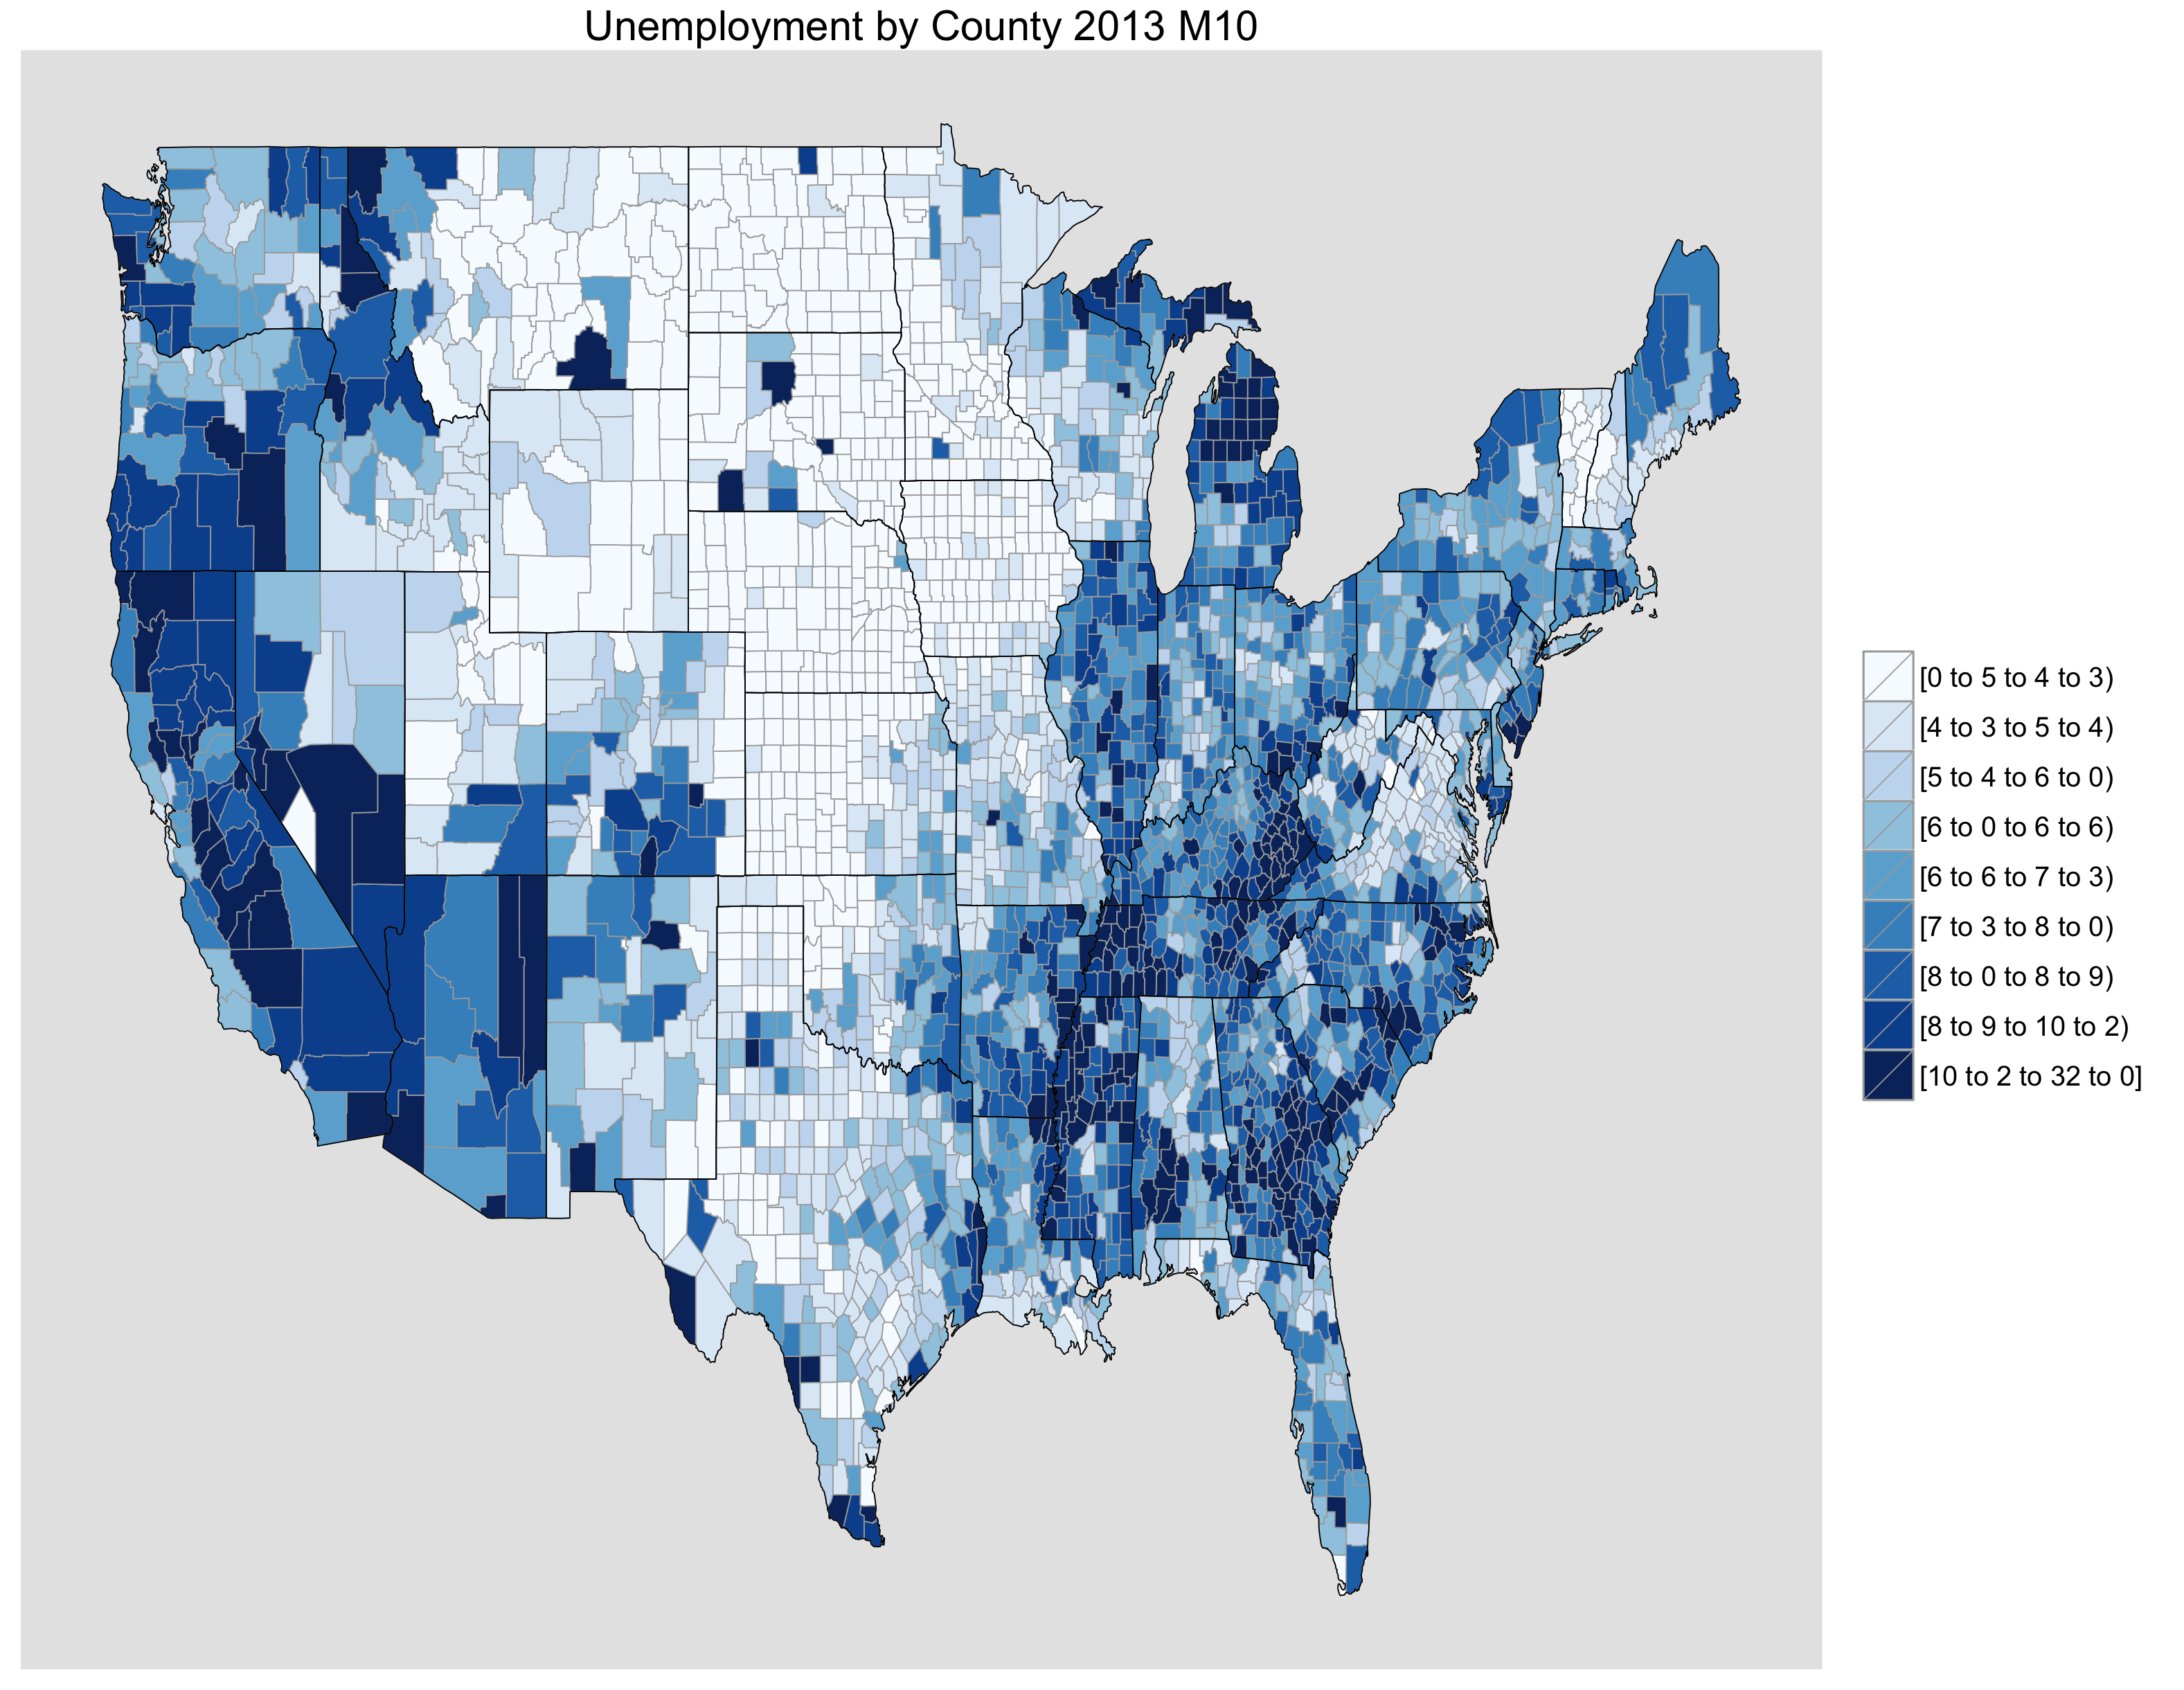 Unemployment by County 2013 M10
[0 to 5 to 4 to 3)
[4 to 3 to 5 to 4)
[5 to 4 to 6 to 0)
[6 to 0 to 6 to 6)
[6 to 6 to 7 to 3)
[7 to 3 to 8 to 0)
[8 to 0 to 8 to 9)
[8 to 9 to 10 to 2)
[10 to 2 to 32 to 0]